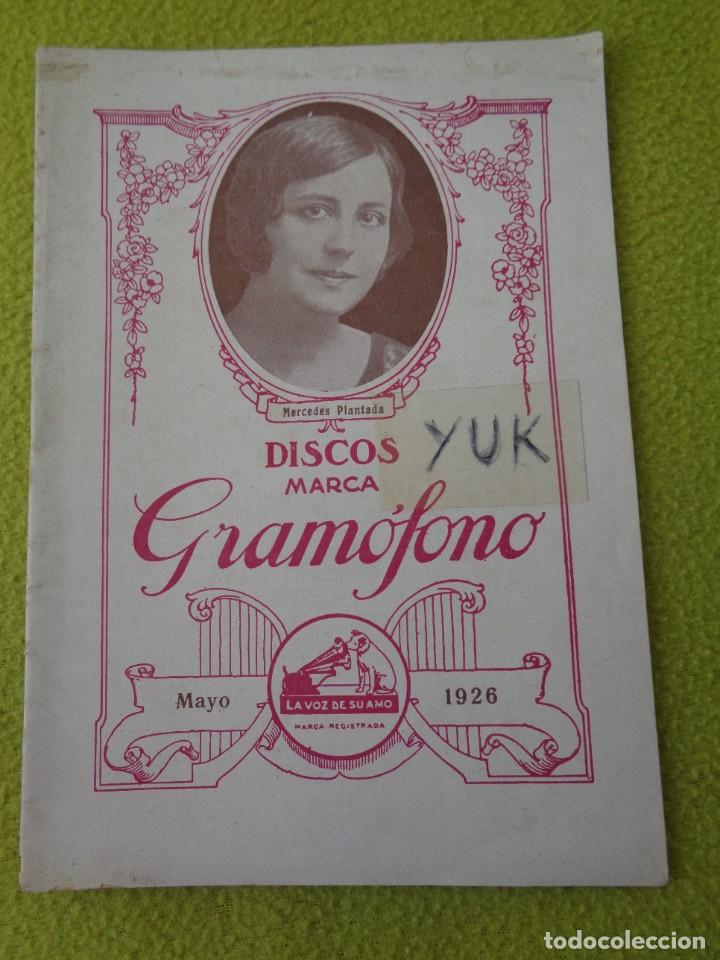 Mercedes Plantada
DISCOS
YUK
MARCA
Gramófono
Mayo
1926
LA VOZ DE SU AMO
MARCA REGISTRADA
todocoleccion